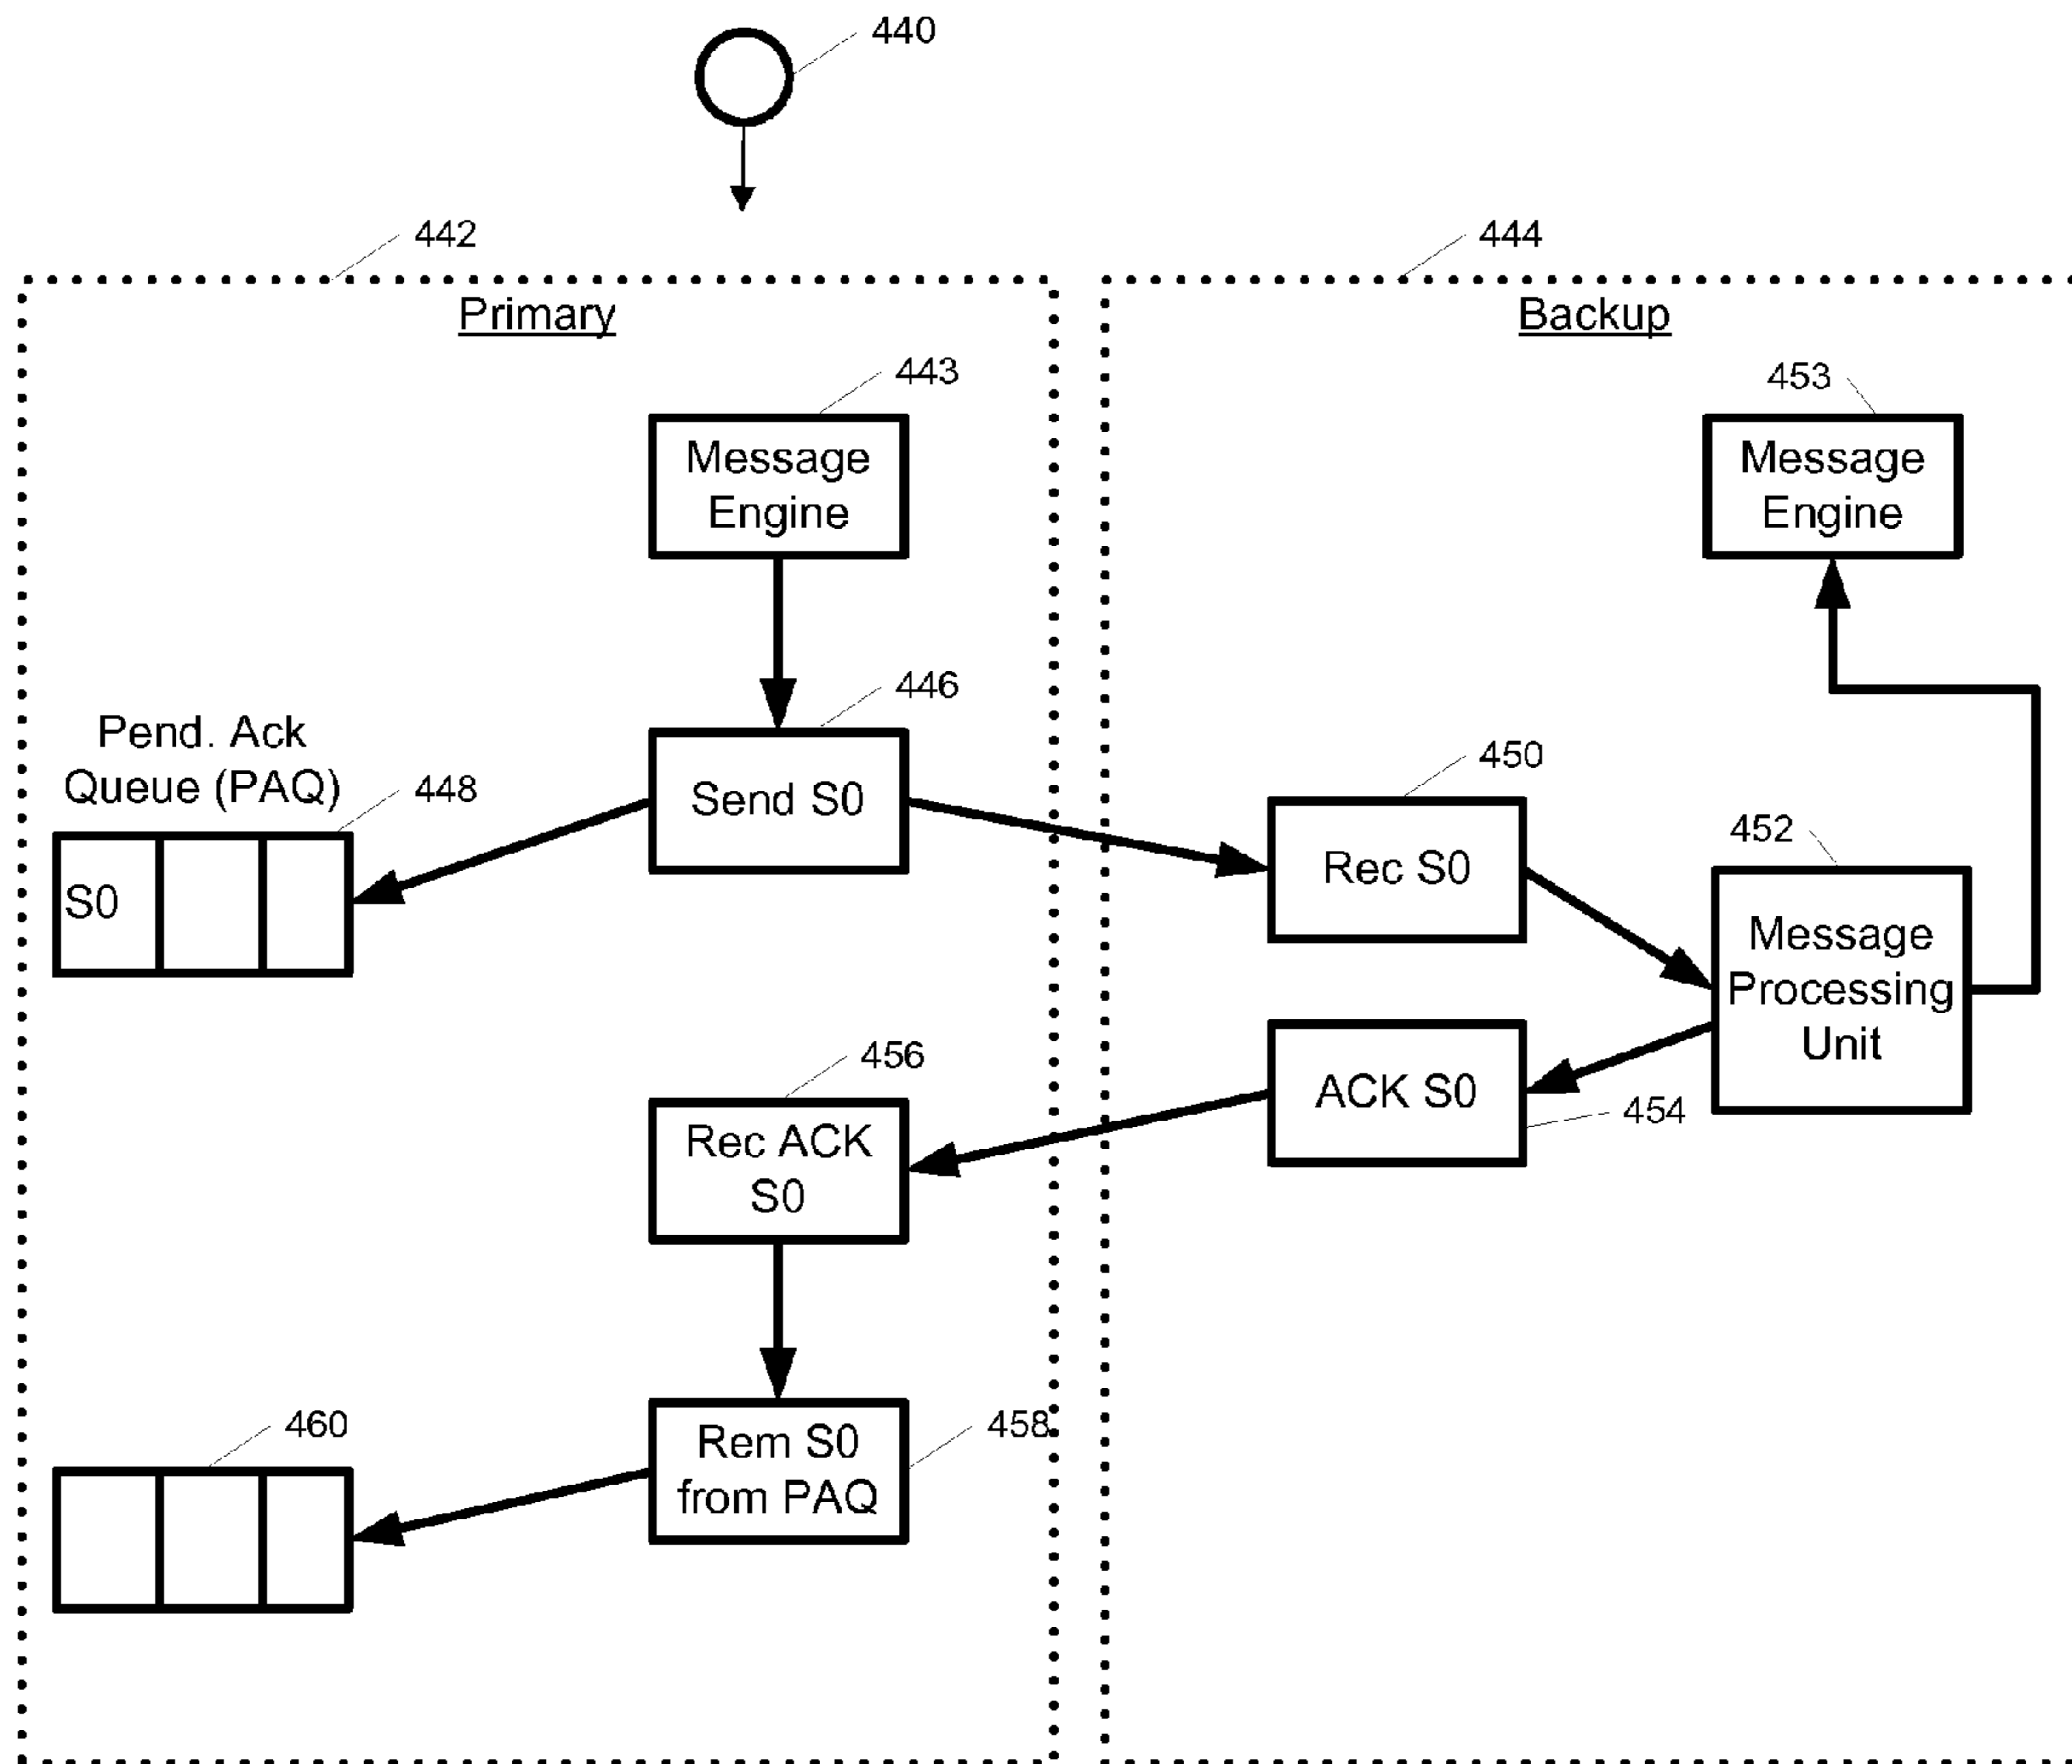 440
442
444
Primary
Backup
443
453
Message
Engine
Message
Engine
446
Pend. Ack
Queue (PAQ)
448
Send S0
450
452
S0
Rec S0
Message
Processing
Unit
456
ACK S0
454
Rec ACK
S0
460
458
Rem S0
from PAQ